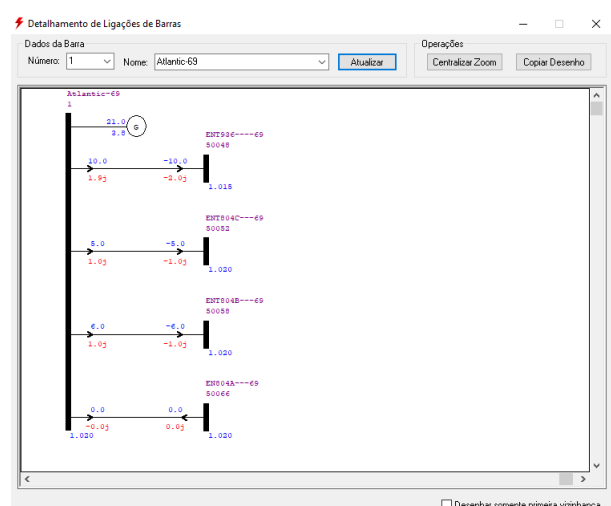 Detalhamento de Ligações de Barras
Dados da Barra
Número: 1 Nome: Atlantic-69 Atualizar
Operações
Centralizar Zoom Copiar Desenho
Atlantic-69
1
21.0
3.8
G
ENT936----69
50048
10.0 -10.0
1.9j -2.0j
1.015
ENT804C---69
50052
5.0 -5.0
1.0j -1.0j
1.020
ENT804B---69
50058
6.0 -6.0
1.0j -1.0j
1.020
EN804A---69
50066
0.0 0.0
-0.0j 0.0j
1.020 1.020
Desenhar somente primeira vizinhança